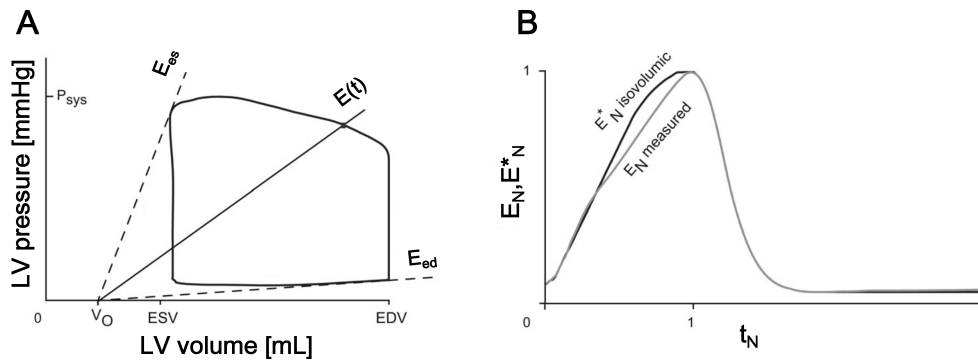 A
LV pressure [mmHg]
Psys
Ees
E(t)
Eed
0
VO
ESV
EDV
LV volume [mL]
B
EN,E*N
1
E*N isovolumic
EN measured
0
1
tN